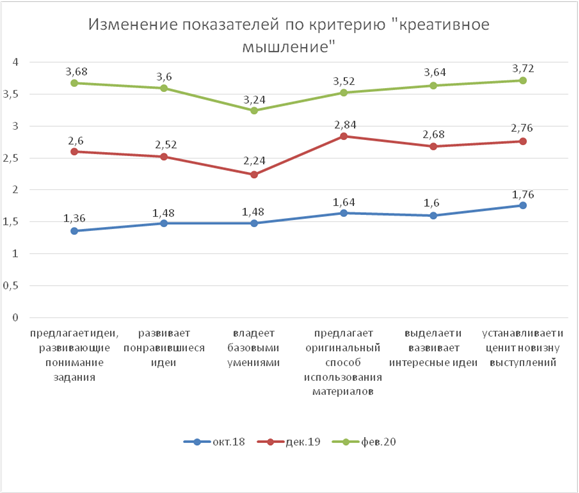 Изменение показателей по критерию "креативное
мышление"
4
3,5
3
2,5
2
1,5
1
0,5
0
3,68
3,6
3,24
3,52
3,64
3,72
2,6
2,52
2,24
2,84
2,68
2,76
1,36
1,48
1,48
1,64
1,6
1,76
предлагает идеи,
развивающие
понимание
задания
развивает
понравившиеся
идеи
владеет
базовыми
умениями
предлагает
оригинальный
способ
использования
материалов
выделает и
вазвивает
интересные идеи
устанавливает и
ценит новизну
выступлений
окт.18
дек.19
фев.20